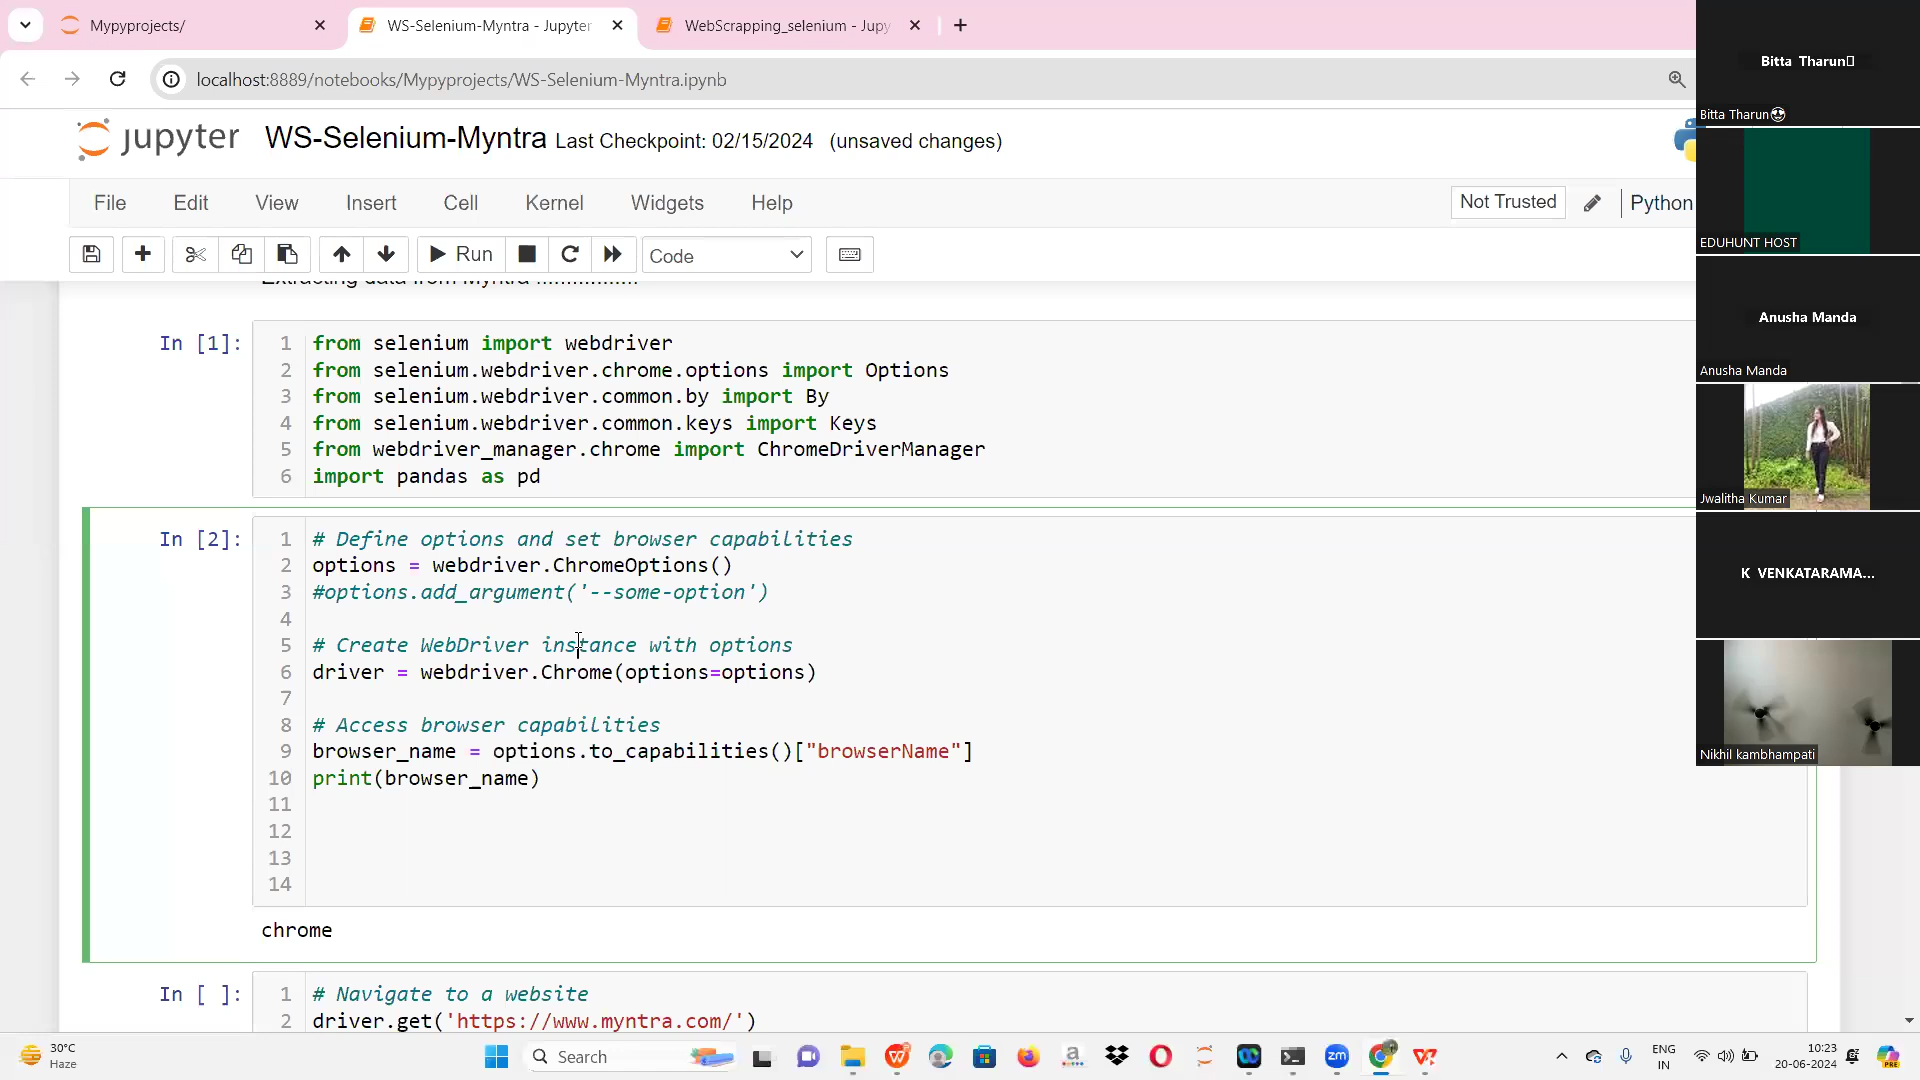 Mypyprojects/
WS-Selenium-Myntra - Jupyter
WebScrapping_selenium - Jupy
localhost:8889/notebooks/Mypyprojects/WS-Selenium-Myntra.ipynb
jupyter WS-Selenium-Myntra Last Checkpoint: 02/15/2024 (unsaved changes)
File Edit View Insert Cell Kernel Widgets Help Not Trusted Python
Run Code
Extracting data from Myntra .................
In [1]:
1 from selenium import webdriver
2 from selenium.webdriver.chrome.options import Options
3 from selenium.webdriver.common.by import By
4 from selenium.webdriver.common.keys import Keys
5 from webdriver_manager.chrome import ChromeDriverManager
6 import pandas as pd
In [2]:
1 # Define options and set browser capabilities
2 options = webdriver.ChromeOptions()
3 #options.add_argument('--some-option')
4
5 # Create WebDriver instance with options
6 driver = webdriver.Chrome(options=options)
7
8 # Access browser capabilities
9 browser_name = options.to_capabilities()["browserName"]
10 print(browser_name)
11
12
13
14
chrome
In [ ]:
1 # Navigate to a website
2 driver.get('https://www.myntra.com/')
Bitta Tharun
Bitta Tharun
EDUHUNT HOST
Anusha Manda
Anusha Manda
Jwalitha Kumar
K VENKATARAMA...
Nikhil kambhampati
30°C
Haze
Search
ENG
IN
10:23
20-06-2024